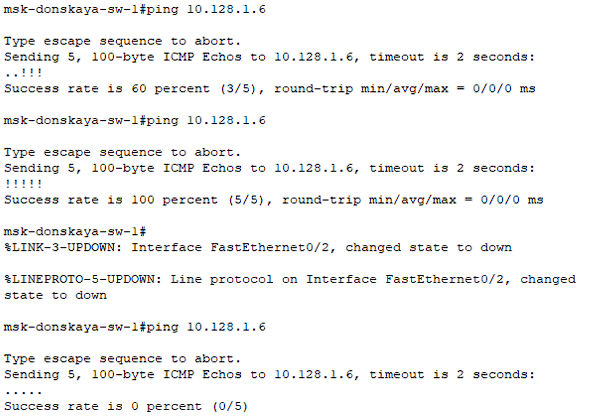 msk-donskaya-sw-1#ping 10.128.1.6
Type escape sequence to abort.
Sending 5, 100-byte ICMP Echos to 10.128.1.6, timeout is 2 seconds:
..!!!
Success rate is 60 percent (3/5), round-trip min/avg/max = 0/0/0 ms
msk-donskaya-sw-1#ping 10.128.1.6
Type escape sequence to abort.
Sending 5, 100-byte ICMP Echos to 10.128.1.6, timeout is 2 seconds:
!!!!!
Success rate is 100 percent (5/5), round-trip min/avg/max = 0/0/0 ms
msk-donskaya-sw-1#
%LINK-3-UPDOWN: Interface FastEthernet0/2, changed state to down
%LINEPROTO-5-UPDOWN: Line protocol on Interface FastEthernet0/2, changed
state to down
msk-donskaya-sw-1#ping 10.128.1.6
Type escape sequence to abort.
Sending 5, 100-byte ICMP Echos to 10.128.1.6, timeout is 2 seconds:
.....
Success rate is 0 percent (0/5)